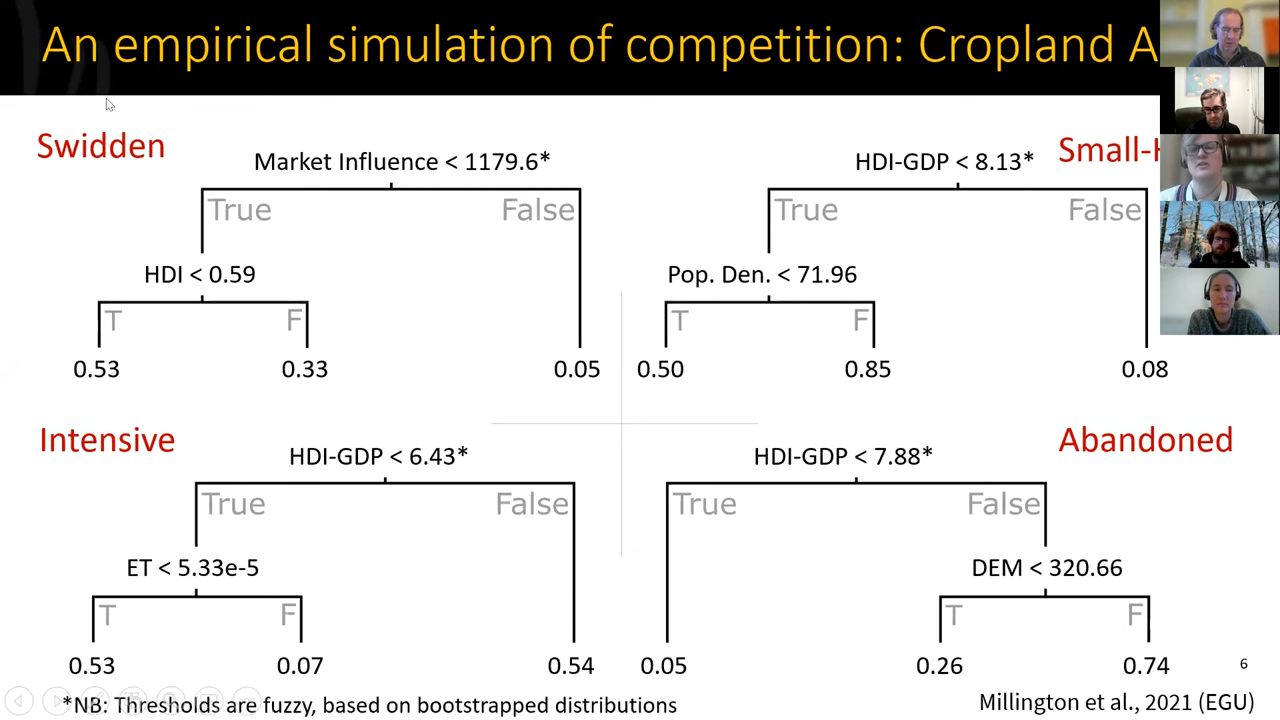 An empirical simulation of competition: Cropland A
Swidden
Market Influence < 1179.6*
True
False
HDI < 0.59
T
F
0.53
0.33
0.05
Small-
HDI-GDP < 8.13*
True
False
Pop. Den. < 71.96
T
F
0.50
0.85
0.08
Intensive
HDI-GDP < 6.43*
True
False
ET < 5.33e-5
T
F
0.53
0.07
0.54
Abandoned
HDI-GDP < 7.88*
True
False
DEM < 320.66
T
F
0.05
0.26
0.74
6
*NB: Thresholds are fuzzy, based on bootstrapped distributions
Millington et al., 2021 (EGU)